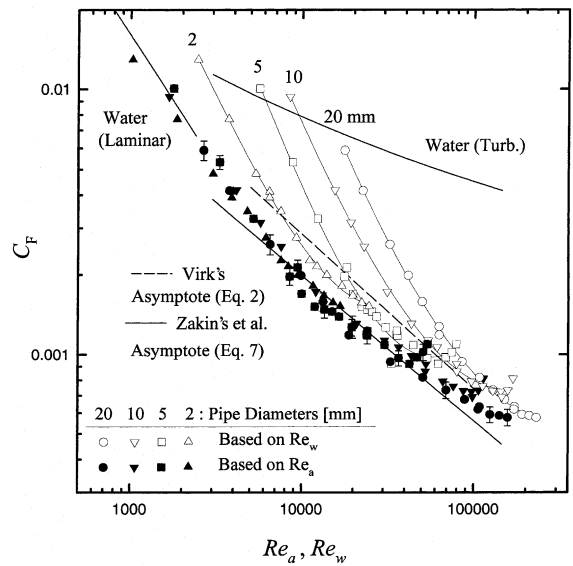 2
5
10
20 mm
0.01
Water
(Laminar)
Water (Turb.)
C_F
Virk's
Asymptote (Eq. 2)
Zakin's et al.
Asymptote (Eq. 7)
0.001
20 10 5 2 : Pipe Diameters [mm]
Based on Re_w
Based on Re_a
1000 10000 100000
Re_a , Re_w